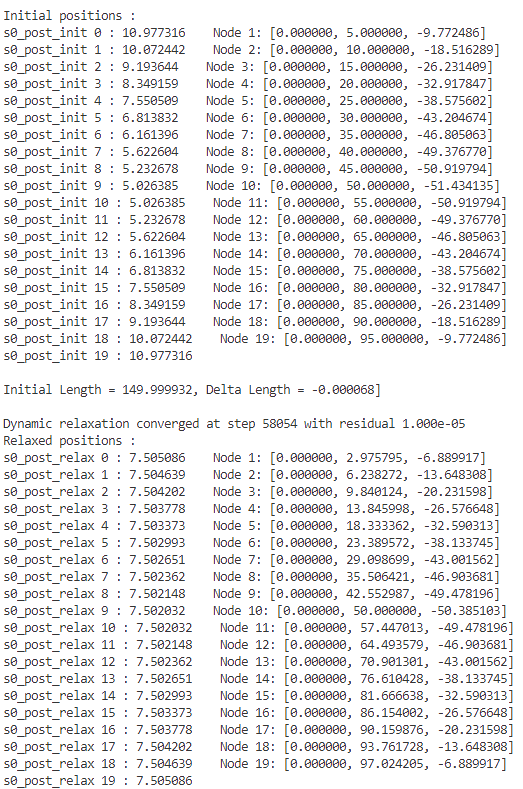 Initial positions :
s0_post_init 0 : 10.977316    Node 1: [0.000000, 5.000000, -9.772486]
s0_post_init 1 : 10.072442    Node 2: [0.000000, 10.000000, -18.516289]
s0_post_init 2 : 9.193644    Node 3: [0.000000, 15.000000, -26.231409]
s0_post_init 3 : 8.349159    Node 4: [0.000000, 20.000000, -32.917847]
s0_post_init 4 : 7.550509    Node 5: [0.000000, 25.000000, -38.575602]
s0_post_init 5 : 6.813832    Node 6: [0.000000, 30.000000, -43.204674]
s0_post_init 6 : 6.161396    Node 7: [0.000000, 35.000000, -46.805063]
s0_post_init 7 : 5.622604    Node 8: [0.000000, 40.000000, -49.376770]
s0_post_init 8 : 5.232678    Node 9: [0.000000, 45.000000, -50.919794]
s0_post_init 9 : 5.026385    Node 10: [0.000000, 50.000000, -51.434135]
s0_post_init 10 : 5.026385    Node 11: [0.000000, 55.000000, -50.919794]
s0_post_init 11 : 5.232678    Node 12: [0.000000, 60.000000, -49.376770]
s0_post_init 12 : 5.622604    Node 13: [0.000000, 65.000000, -46.805063]
s0_post_init 13 : 6.161396    Node 14: [0.000000, 70.000000, -43.204674]
s0_post_init 14 : 6.813832    Node 15: [0.000000, 75.000000, -38.575602]
s0_post_init 15 : 7.550509    Node 16: [0.000000, 80.000000, -32.917847]
s0_post_init 16 : 8.349159    Node 17: [0.000000, 85.000000, -26.231409]
s0_post_init 17 : 9.193644    Node 18: [0.000000, 90.000000, -18.516289]
s0_post_init 18 : 10.072442    Node 19: [0.000000, 95.000000, -9.772486]
s0_post_init 19 : 10.977316
Initial Length = 149.999932, Delta Length = -0.000068]
Dynamic relaxation converged at step 58054 with residual 1.000e-05
Relaxed positions :
s0_post_relax 0 : 7.505086    Node 1: [0.000000, 2.975795, -6.889917]
s0_post_relax 1 : 7.504639    Node 2: [0.000000, 6.238272, -13.648308]
s0_post_relax 2 : 7.504202    Node 3: [0.000000, 9.840124, -20.231598]
s0_post_relax 3 : 7.503778    Node 4: [0.000000, 13.845998, -26.576648]
s0_post_relax 4 : 7.503373    Node 5: [0.000000, 18.333362, -32.590313]
s0_post_relax 5 : 7.502993    Node 6: [0.000000, 23.389572, -38.133745]
s0_post_relax 6 : 7.502651    Node 7: [0.000000, 29.098699, -43.001562]
s0_post_relax 7 : 7.502362    Node 8: [0.000000, 35.506421, -46.903681]
s0_post_relax 8 : 7.502148    Node 9: [0.000000, 42.552987, -49.478196]
s0_post_relax 9 : 7.502032    Node 10: [0.000000, 50.000000, -50.385103]
s0_post_relax 10 : 7.502032    Node 11: [0.000000, 57.447013, -49.478196]
s0_post_relax 11 : 7.502148    Node 12: [0.000000, 64.493579, -46.903681]
s0_post_relax 12 : 7.502362    Node 13: [0.000000, 70.901301, -43.001562]
s0_post_relax 13 : 7.502651    Node 14: [0.000000, 76.610428, -38.133745]
s0_post_relax 14 : 7.502993    Node 15: [0.000000, 81.666638, -32.590313]
s0_post_relax 15 : 7.503373    Node 16: [0.000000, 86.154002, -26.576648]
s0_post_relax 16 : 7.503778    Node 17: [0.000000, 90.159876, -20.231598]
s0_post_relax 17 : 7.504202    Node 18: [0.000000, 93.761728, -13.648308]
s0_post_relax 18 : 7.504639    Node 19: [0.000000, 97.024205, -6.889917]
s0_post_relax 19 : 7.505086